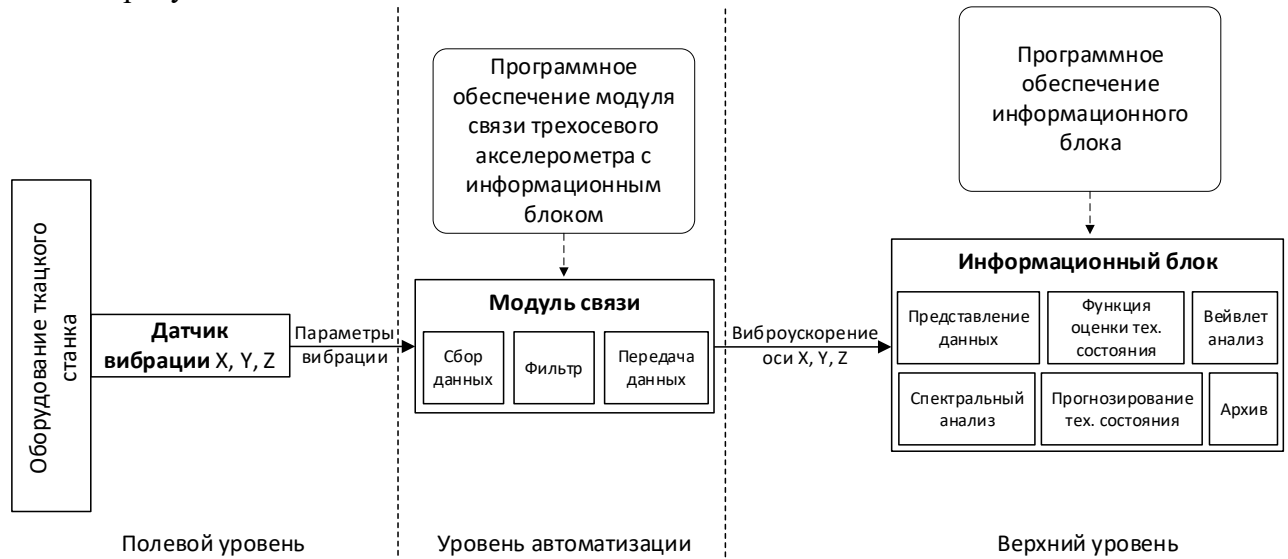 Оборудование ткацкого
станка
Датчик
вибрации X, Y, Z
Параметры
вибрации
Полевой уровень
Программное
обеспечение модуля
связи трехосевого
акселерометра с
информационным
блоком
Модуль связи
Сбор
данных
Фильтр
Передача
данных
Уровень автоматизации
Виброускорение
оси X, Y, Z
Программное
обеспечение
информационного
блока
Информационный блок
Представление
данных
Функция
оценки тех.
состояния
Вейвлет
анализ
Спектральный
анализ
Прогнозирование
тех. состояния
Архив
Верхний уровень